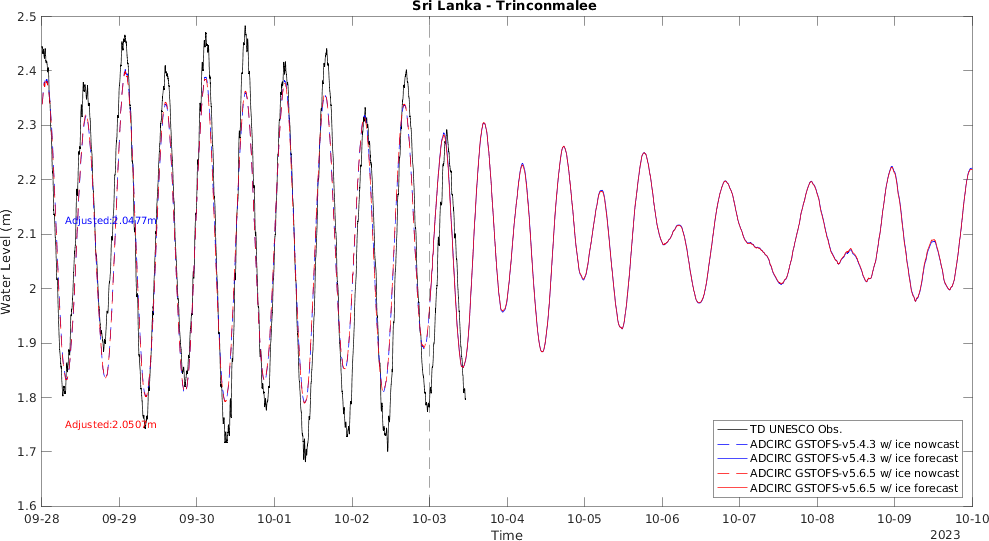 Sri Lanka - Trinconmalee
Water Level (m)
2.5
2.4
2.3
2.2
2.1
2
1.9
1.8
1.7
1.6
Adjusted:2.0477m
Adjusted:2.0507m
TD UNESCO Obs.
ADCIRC GSTOFS-v5.4.3 w/ ice nowcast
ADCIRC GSTOFS-v5.4.3 w/ ice forecast
ADCIRC GSTOFS-v5.6.5 w/ ice nowcast
ADCIRC GSTOFS-v5.6.5 w/ ice forecast
09-28 09-29 09-30 10-01 10-02 10-03 10-04 10-05 10-06 10-07 10-08 10-09 10-10
Time
2023